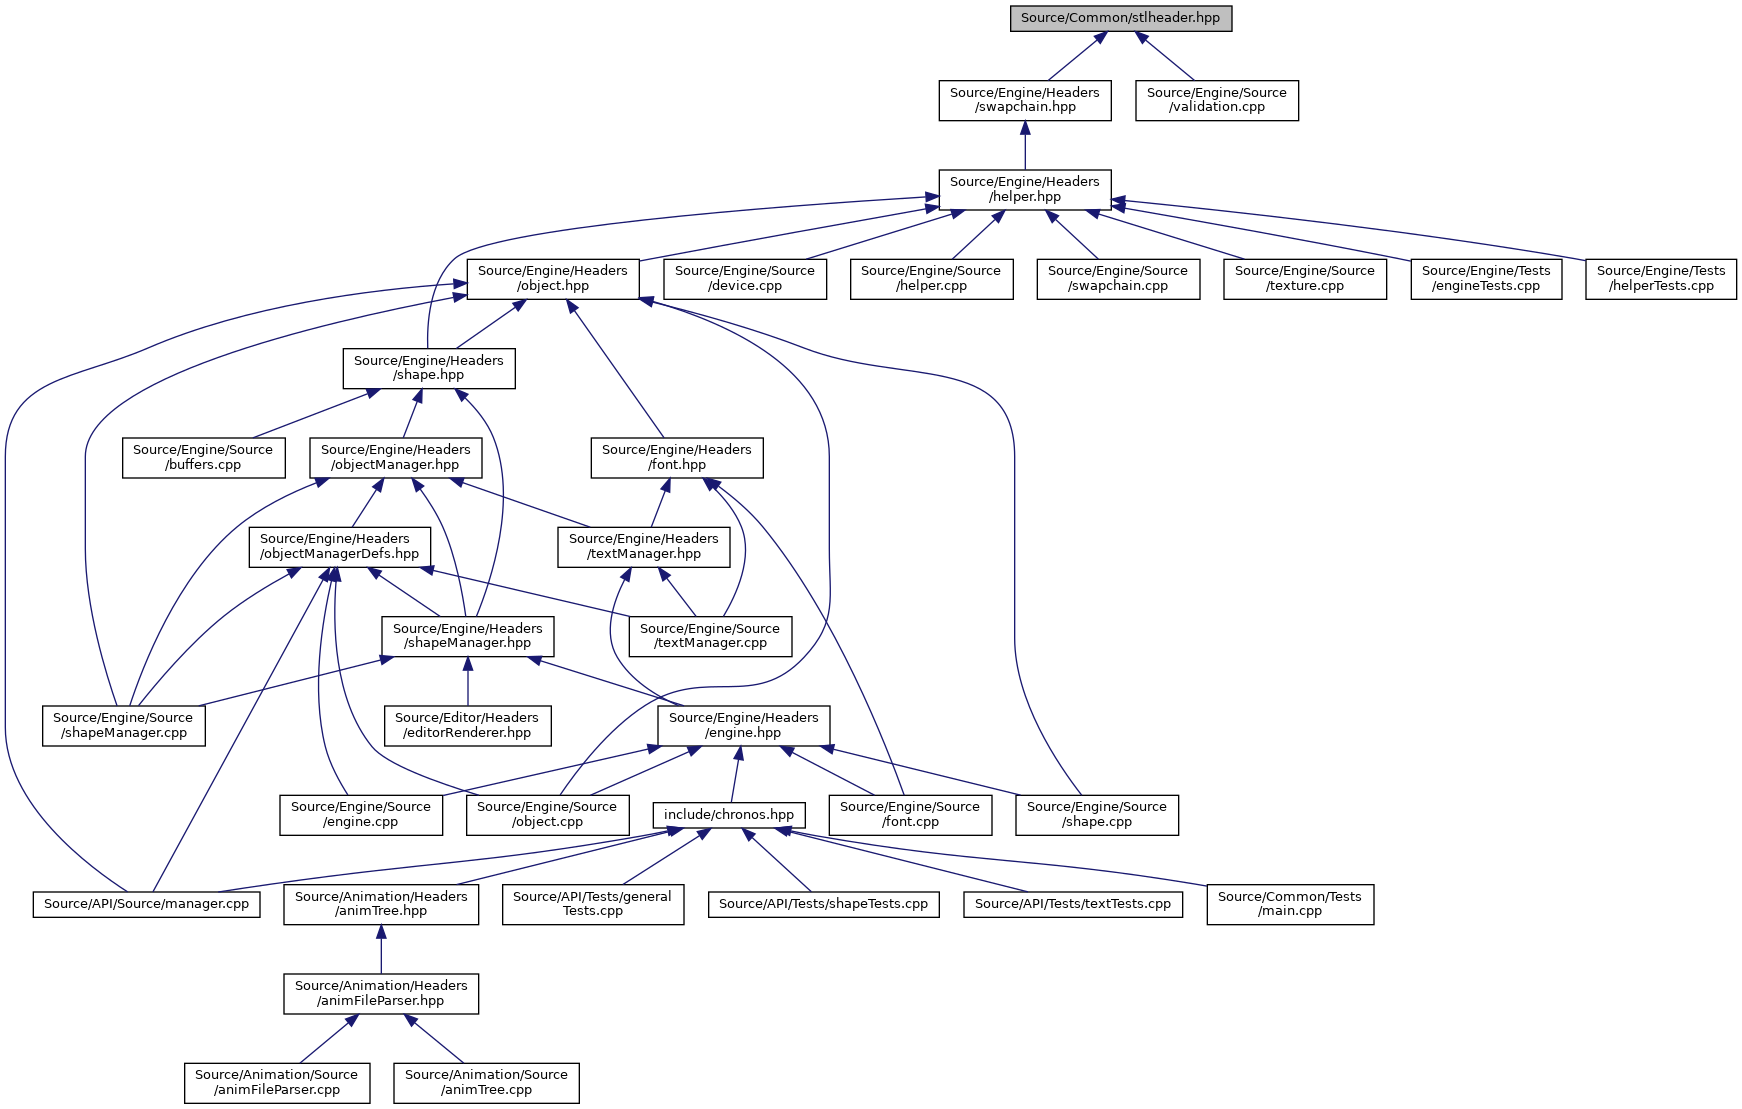 Source/Common/stlheader.hpp
Source/Engine/Headers
/swapchain.hpp
Source/Engine/Source
/validation.cpp
Source/Engine/Headers
/helper.hpp
Source/Engine/Headers
/object.hpp
Source/Engine/Source
/device.cpp
Source/Engine/Source
/helper.cpp
Source/Engine/Source
/swapchain.cpp
Source/Engine/Source
/texture.cpp
Source/Engine/Tests
/engineTests.cpp
Source/Engine/Tests
/helperTests.cpp
Source/Engine/Headers
/shape.hpp
Source/Engine/Source
/buffers.cpp
Source/Engine/Headers
/objectManager.hpp
Source/Engine/Headers
/font.hpp
Source/Engine/Headers
/objectManagerDefs.hpp
Source/Engine/Headers
/textManager.hpp
Source/Engine/Headers
/shapeManager.hpp
Source/Engine/Source
/textManager.cpp
Source/Engine/Source
/shapeManager.cpp
Source/Editor/Headers
/editorRenderer.hpp
Source/Engine/Headers
/engine.hpp
Source/Engine/Source
/engine.cpp
Source/Engine/Source
/object.cpp
include/chronos.hpp
Source/Engine/Source
/font.cpp
Source/Engine/Source
/shape.cpp
Source/API/Source/manager.cpp
Source/Animation/Headers
/animTree.hpp
Source/API/Tests/general
Tests.cpp
Source/API/Tests/shapeTests.cpp
Source/API/Tests/textTests.cpp
Source/Common/Tests
/main.cpp
Source/Animation/Headers
/animFileParser.hpp
Source/Animation/Source
/animFileParser.cpp
Source/Animation/Source
/animTree.cpp